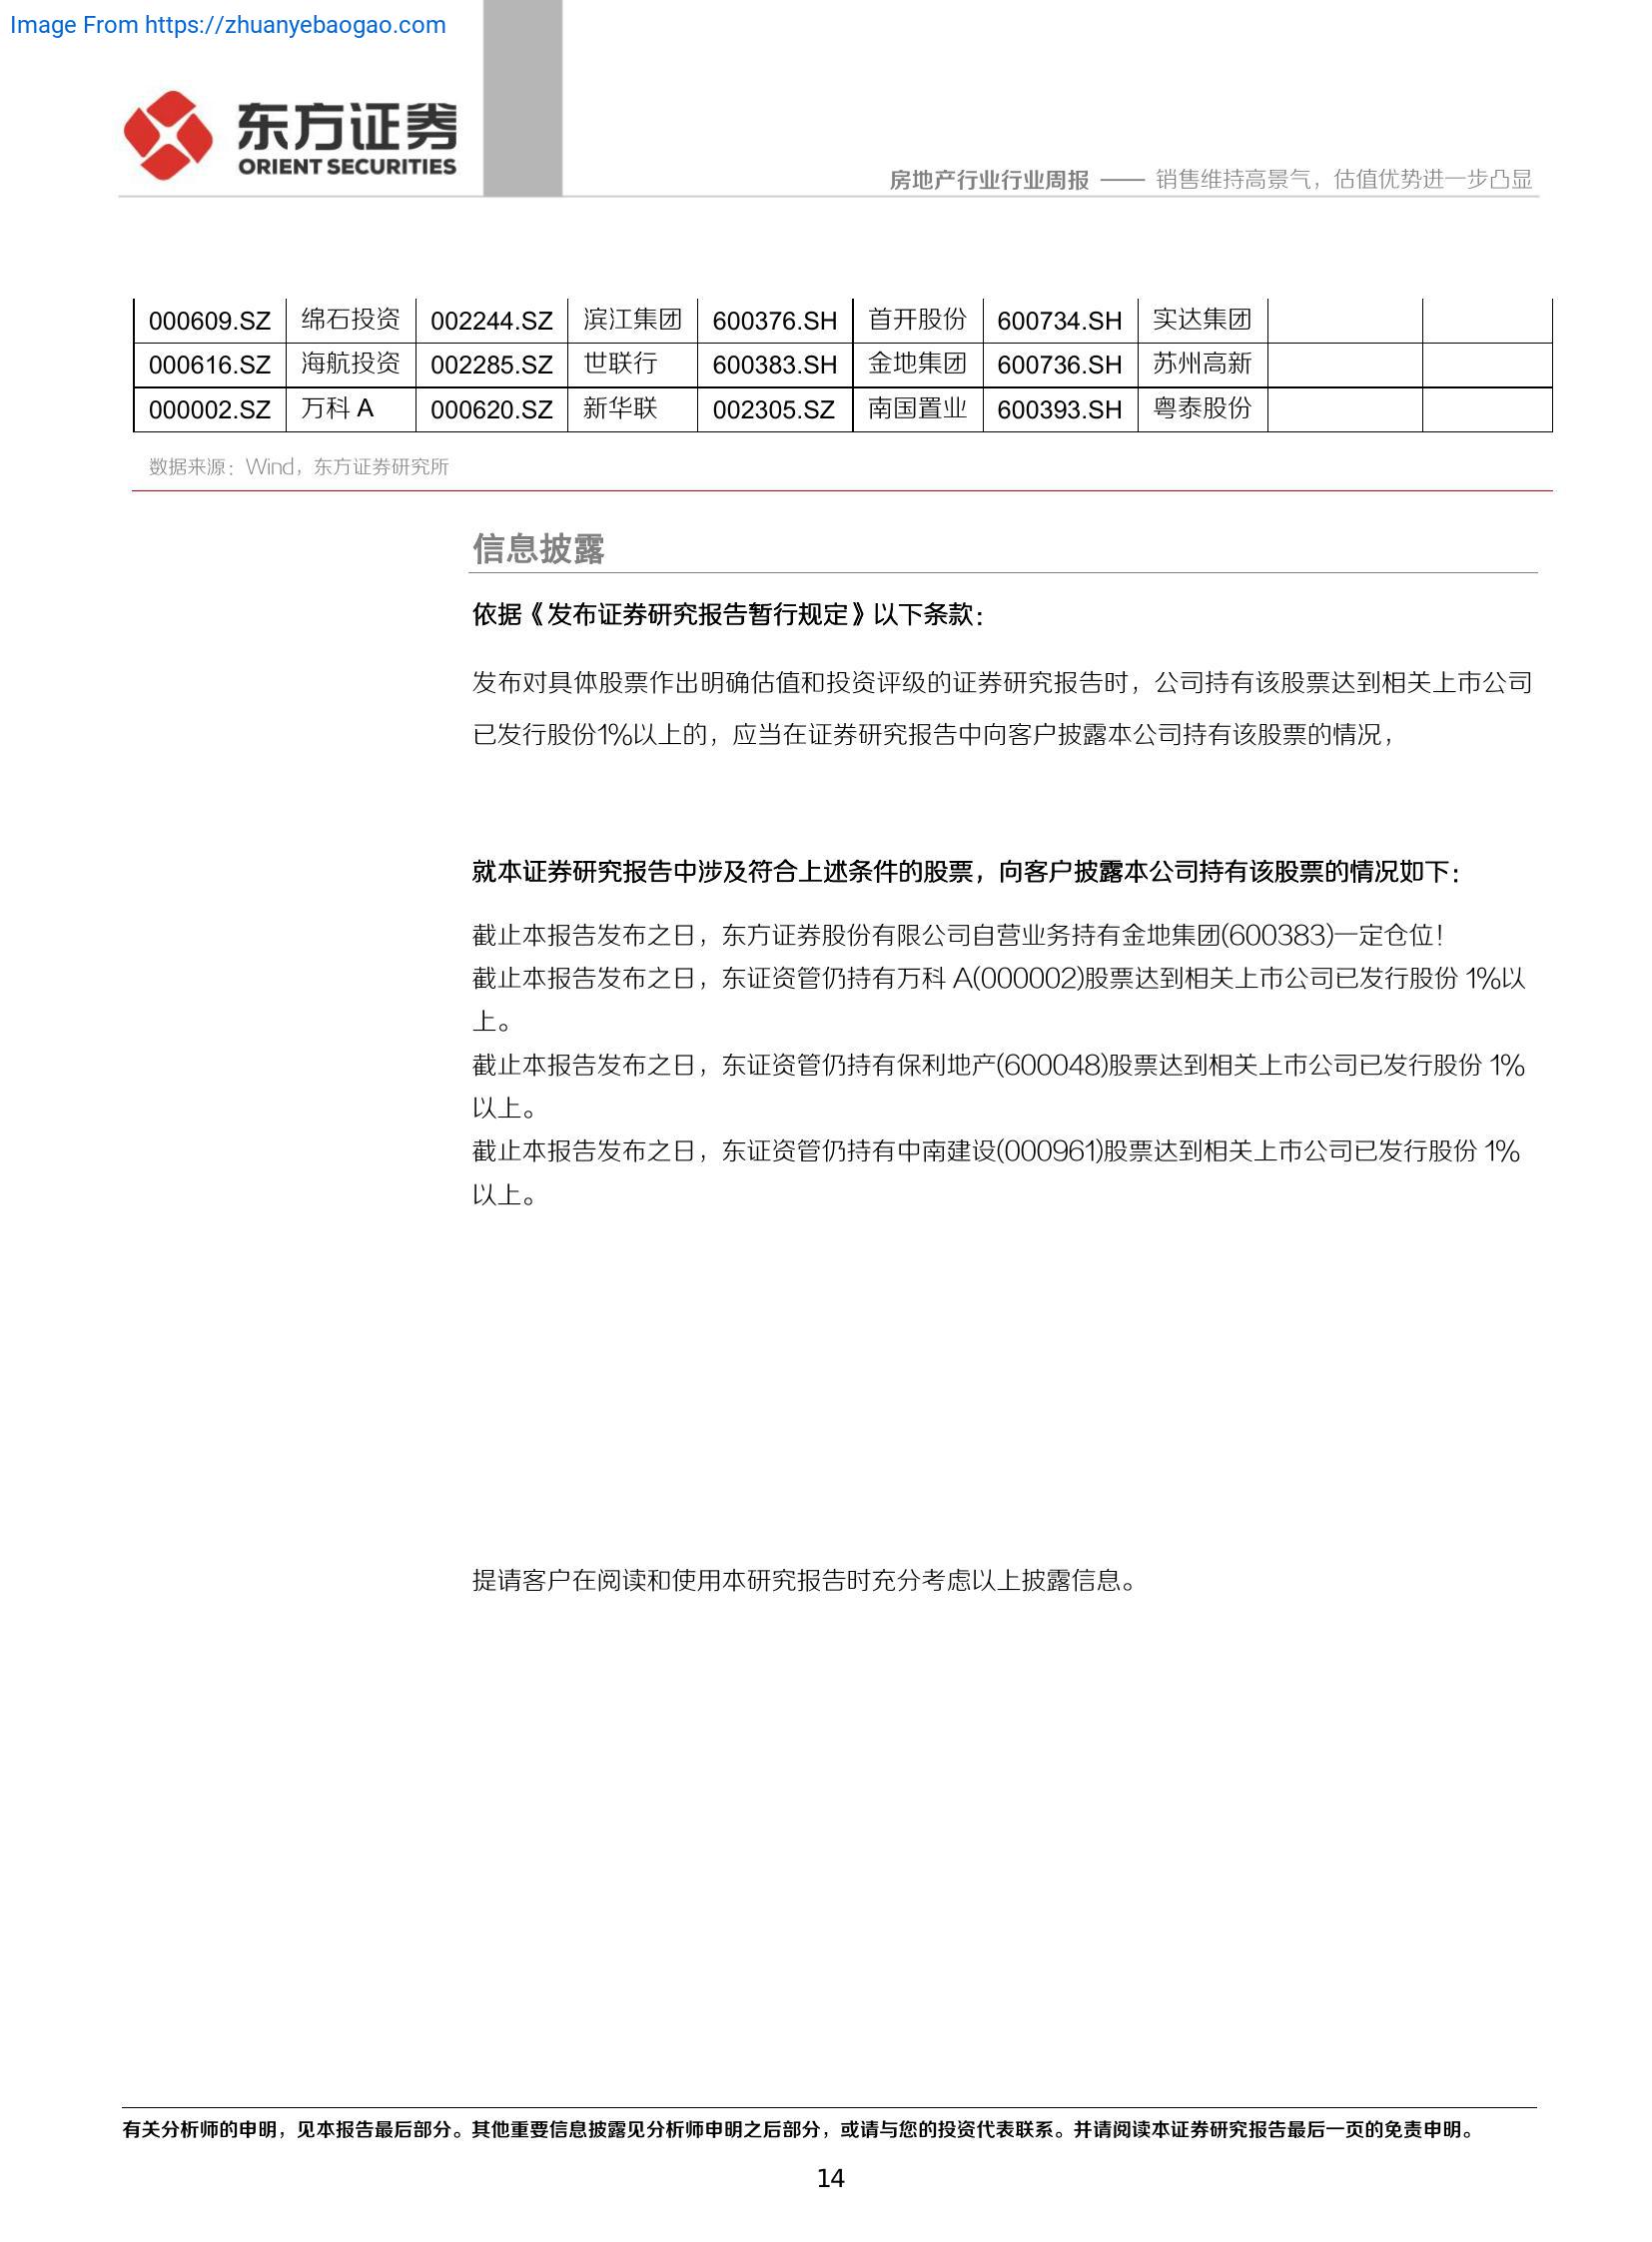 Image From https://zhuanyebaogao.com
东方证券
ORIENT SECURITIES
房地产行业行业周报 —— 销售维持高景气，估值优势进一步凸显
000609.SZ 绵石投资 002244.SZ 滨江集团 600376.SH 首开股份 600734.SH 实达集团
000616.SZ 海航投资 002285.SZ 世联行 600383.SH 金地集团 600736.SH 苏州高新
000002.SZ 万科 A 000620.SZ 新华联 002305.SZ 南国置业 600393.SH 粤泰股份
数据来源：Wind，东方证券研究所
信息披露
依据《发布证券研究报告暂行规定》以下条款：
发布对具体股票作出明确估值和投资评级的证券研究报告时，公司持有该股票达到相关上市公司
已发行股份1%以上的，应当在证券研究报告中向客户披露本公司持有该股票的情况，
就本证券研究报告中涉及符合上述条件的股票，向客户披露本公司持有该股票的情况如下：
截止本报告发布之日，东方证券股份有限公司自营业务持有金地集团(600383)一定仓位！
截止本报告发布之日，东证资管仍持有万科 A(000002)股票达到相关上市公司已发行股份 1%以
上。
截止本报告发布之日，东证资管仍持有保利地产(600048)股票达到相关上市公司已发行股份 1%
以上。
截止本报告发布之日，东证资管仍持有中南建设(000961)股票达到相关上市公司已发行股份 1%
以上。
提请客户在阅读和使用本研究报告时充分考虑以上披露信息。
有关分析师的申明，见本报告最后部分。其他重要信息披露见分析师申明之后部分，或请与您的投资代表联系。并请阅读本证券研究报告最后一页的免责申明。
14